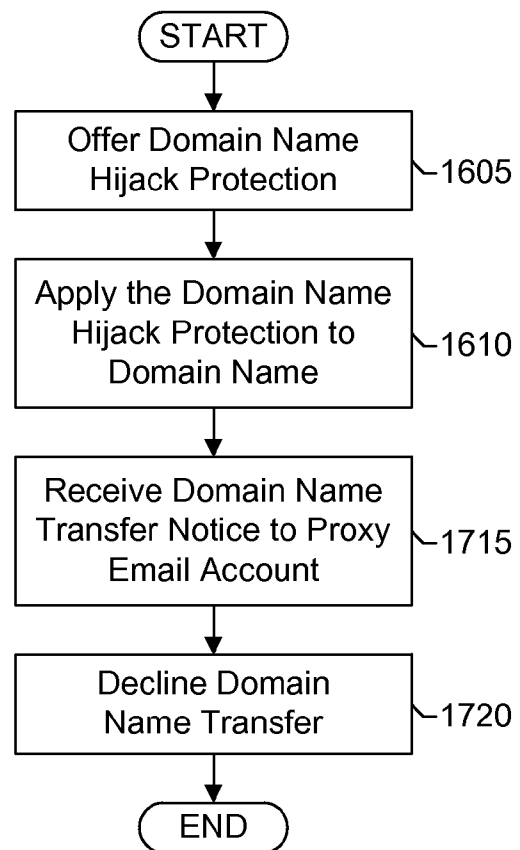 START
Offer Domain Name
Hijack Protection
1605
Apply the Domain Name
Hijack Protection to
Domain Name
1610
Receive Domain Name
Transfer Notice to Proxy
Email Account
1715
Decline Domain
Name Transfer
1720
END